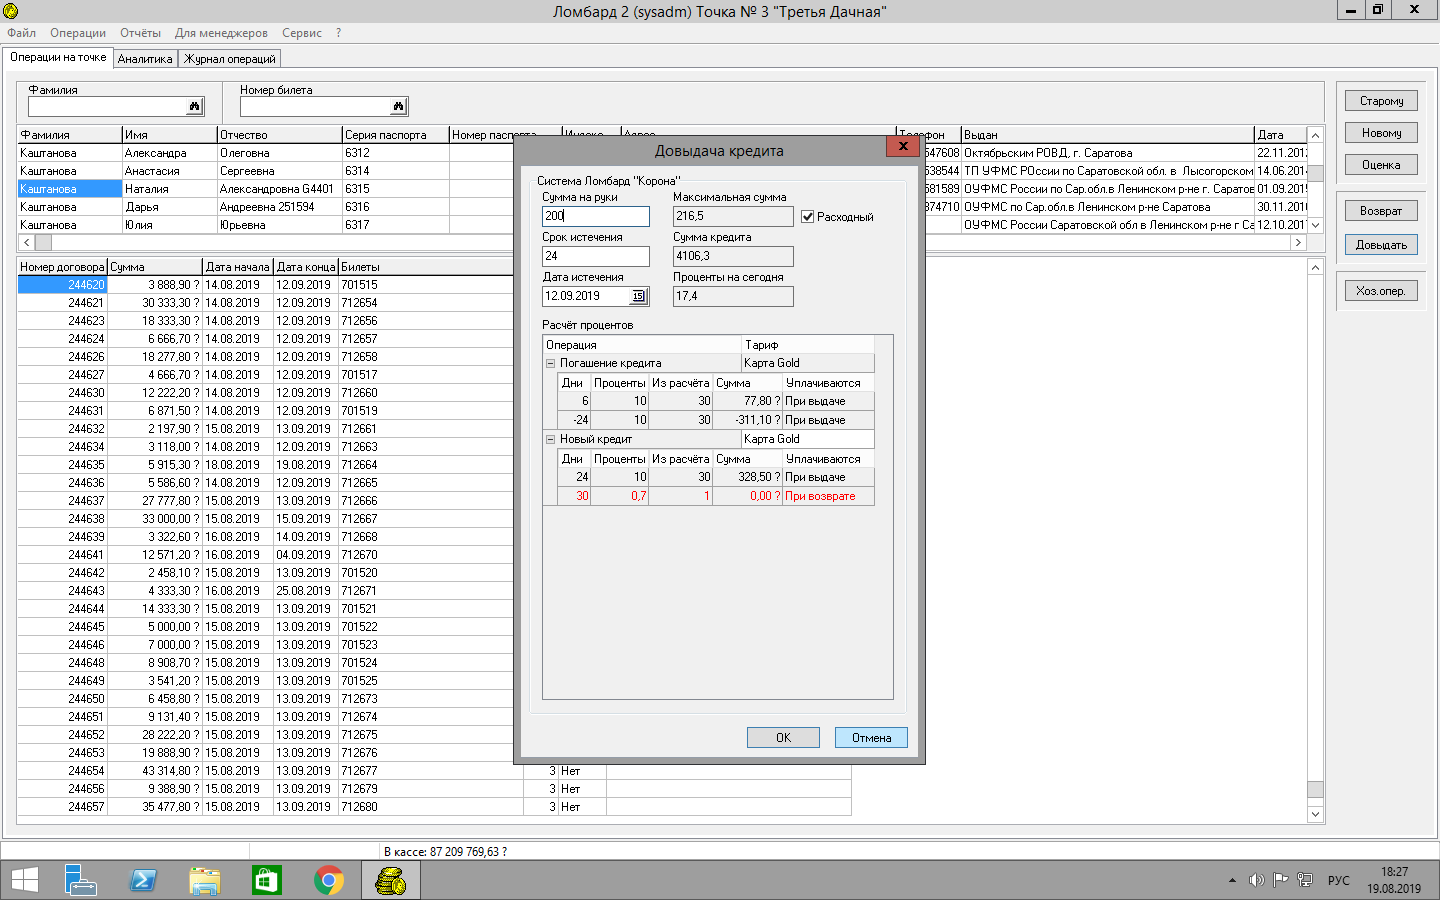 Ломбард 2 (sysadm) Точка № 3 "Третья Дачная"
Файл Операции Отчёты Для менеджеров Сервис ?
Операции на точке Аналитика Журнал операций
Фамилия Номер билета
Фамилия Имя Отчество Серия паспорта Номер паспорта Индекс Адрес Телефон Выдан Дата
Каштанова Александра Олеговна 6312 547608 Октябрьским РОВД, г. Саратова 22.11.201
Каштанова Анастасия Сергеевна 6314 538544 ТП УФМС РОссии по Саратовской обл. в Лысогорском 14.06.201
Каштанова Наталия Александровна G4401 6315 581589 ОУФМС России по Сар.обл.в Ленинском р-не г. Саратов 01.09.201
Каштанова Дарья Андреевна 251594 6316 374710 ОУФМС по Сар.обл.в Ленинском р-не Саратова 30.11.201
Каштанова Юлия Юрьевна 6317 ОУФМС России Саратовской обл в Ленинском р-не г Са 12.10.201
Номер договора Сумма Дата начала Дата конца Билеты
244620 3 888,90 ? 14.08.2019 12.09.2019 701515
244621 30 333,30 ? 14.08.2019 12.09.2019 712654
244623 18 333,30 ? 14.08.2019 12.09.2019 712656
244624 6 666,70 ? 14.08.2019 12.09.2019 712657
244626 18 277,80 ? 14.08.2019 12.09.2019 712658
244627 4 666,70 ? 14.08.2019 12.09.2019 701517
244630 12 222,20 ? 14.08.2019 12.09.2019 712660
244631 6 871,50 ? 14.08.2019 12.09.2019 701519
244632 2 197,90 ? 15.08.2019 13.09.2019 712661
244634 3 118,00 ? 14.08.2019 12.09.2019 712663
244635 5 915,30 ? 18.08.2019 19.08.2019 712664
244636 5 586,60 ? 14.08.2019 12.09.2019 712665
244637 27 777,80 ? 15.08.2019 13.09.2019 712666
244638 33 000,00 ? 15.08.2019 15.09.2019 712667
244639 3 322,60 ? 16.08.2019 14.09.2019 712668
244641 12 571,20 ? 16.08.2019 04.09.2019 712670
244642 2 458,10 ? 15.08.2019 13.09.2019 701520
244643 4 333,30 ? 16.08.2019 25.08.2019 712671
244644 14 333,30 ? 15.08.2019 13.09.2019 701521
244645 5 000,00 ? 15.08.2019 13.09.2019 701522
244646 7 000,00 ? 15.08.2019 13.09.2019 701523
244648 8 908,70 ? 15.08.2019 13.09.2019 701524
244649 3 541,20 ? 15.08.2019 13.09.2019 701525
244650 6 458,80 ? 15.08.2019 13.09.2019 712673
244651 9 131,40 ? 15.08.2019 13.09.2019 712674
244652 28 222,20 ? 15.08.2019 13.09.2019 712675
244653 19 888,90 ? 15.08.2019 13.09.2019 712676
244654 43 314,80 ? 15.08.2019 13.09.2019 712677 3 Нет
244656 9 388,90 ? 15.08.2019 13.09.2019 712679 3 Нет
244657 35 477,80 ? 15.08.2019 13.09.2019 712680 3 Нет
Довыдача кредита
Система Ломбард "Корона"
Сумма на руки Максимальная сумма
200 216,5 Расходный
Срок истечения Сумма кредита
24 4106,3
Дата истечения Проценты на сегодня
12.09.2019 15 17,4
Расчёт процентов
Операция Тариф
Погашение кредита Карта Gold
Дни Проценты Из расчёта Сумма Уплачиваются
6 10 30 77,80 ? При выдаче
-24 10 30 -311,10 ? При выдаче
Новый кредит Карта Gold
Дни Проценты Из расчёта Сумма Уплачиваются
24 10 30 328,50 ? При выдаче
30 0,7 1 0,00 ? При возврате
OK Отмена
Старому
Новому
Оценка
Возврат
Довыдать
Хоз.опер.
В кассе: 87 209 769,63 ?
РУС 18:27
19.08.2019